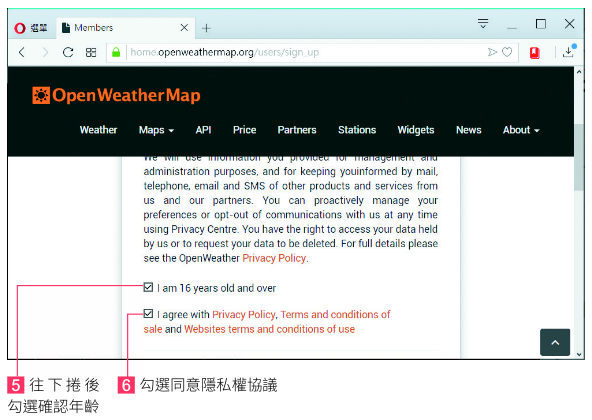 選單 Members
home.openweathermap.org/users/sign_up
OpenWeatherMap
Weather Maps API Price Partners Stations Widgets News About
We will use information you provided for management and
administration purposes, and for keeping youinformed by mail,
telephone, email and SMS of other products and services from
us and our partners. You can proactively manage your
preferences or opt-out of communications with us at any time
using Privacy Centre. You have the right to access your data held
by us or to request your data to be deleted. For full details please
see the OpenWeather Privacy Policy.
I am 16 years old and over
I agree with Privacy Policy, Terms and conditions of
sale and Websites terms and conditions of use
5 往下捲後
勾選確認年齡
6 勾選同意隱私權協議